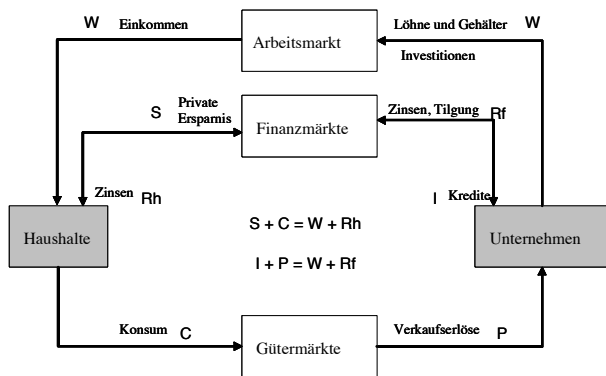 W Einkommen
Arbeitsmarkt
Löhne und Gehälter W
Investitionen
S Private
Ersparnis
Finanzmärkte
Zinsen, Tilgung Rf
Zinsen Rh
I Kredite
Haushalte
S + C = W + Rh
I + P = W + Rf
Unternehmen
Konsum C
Gütermärkte
Verkaufserlöse P